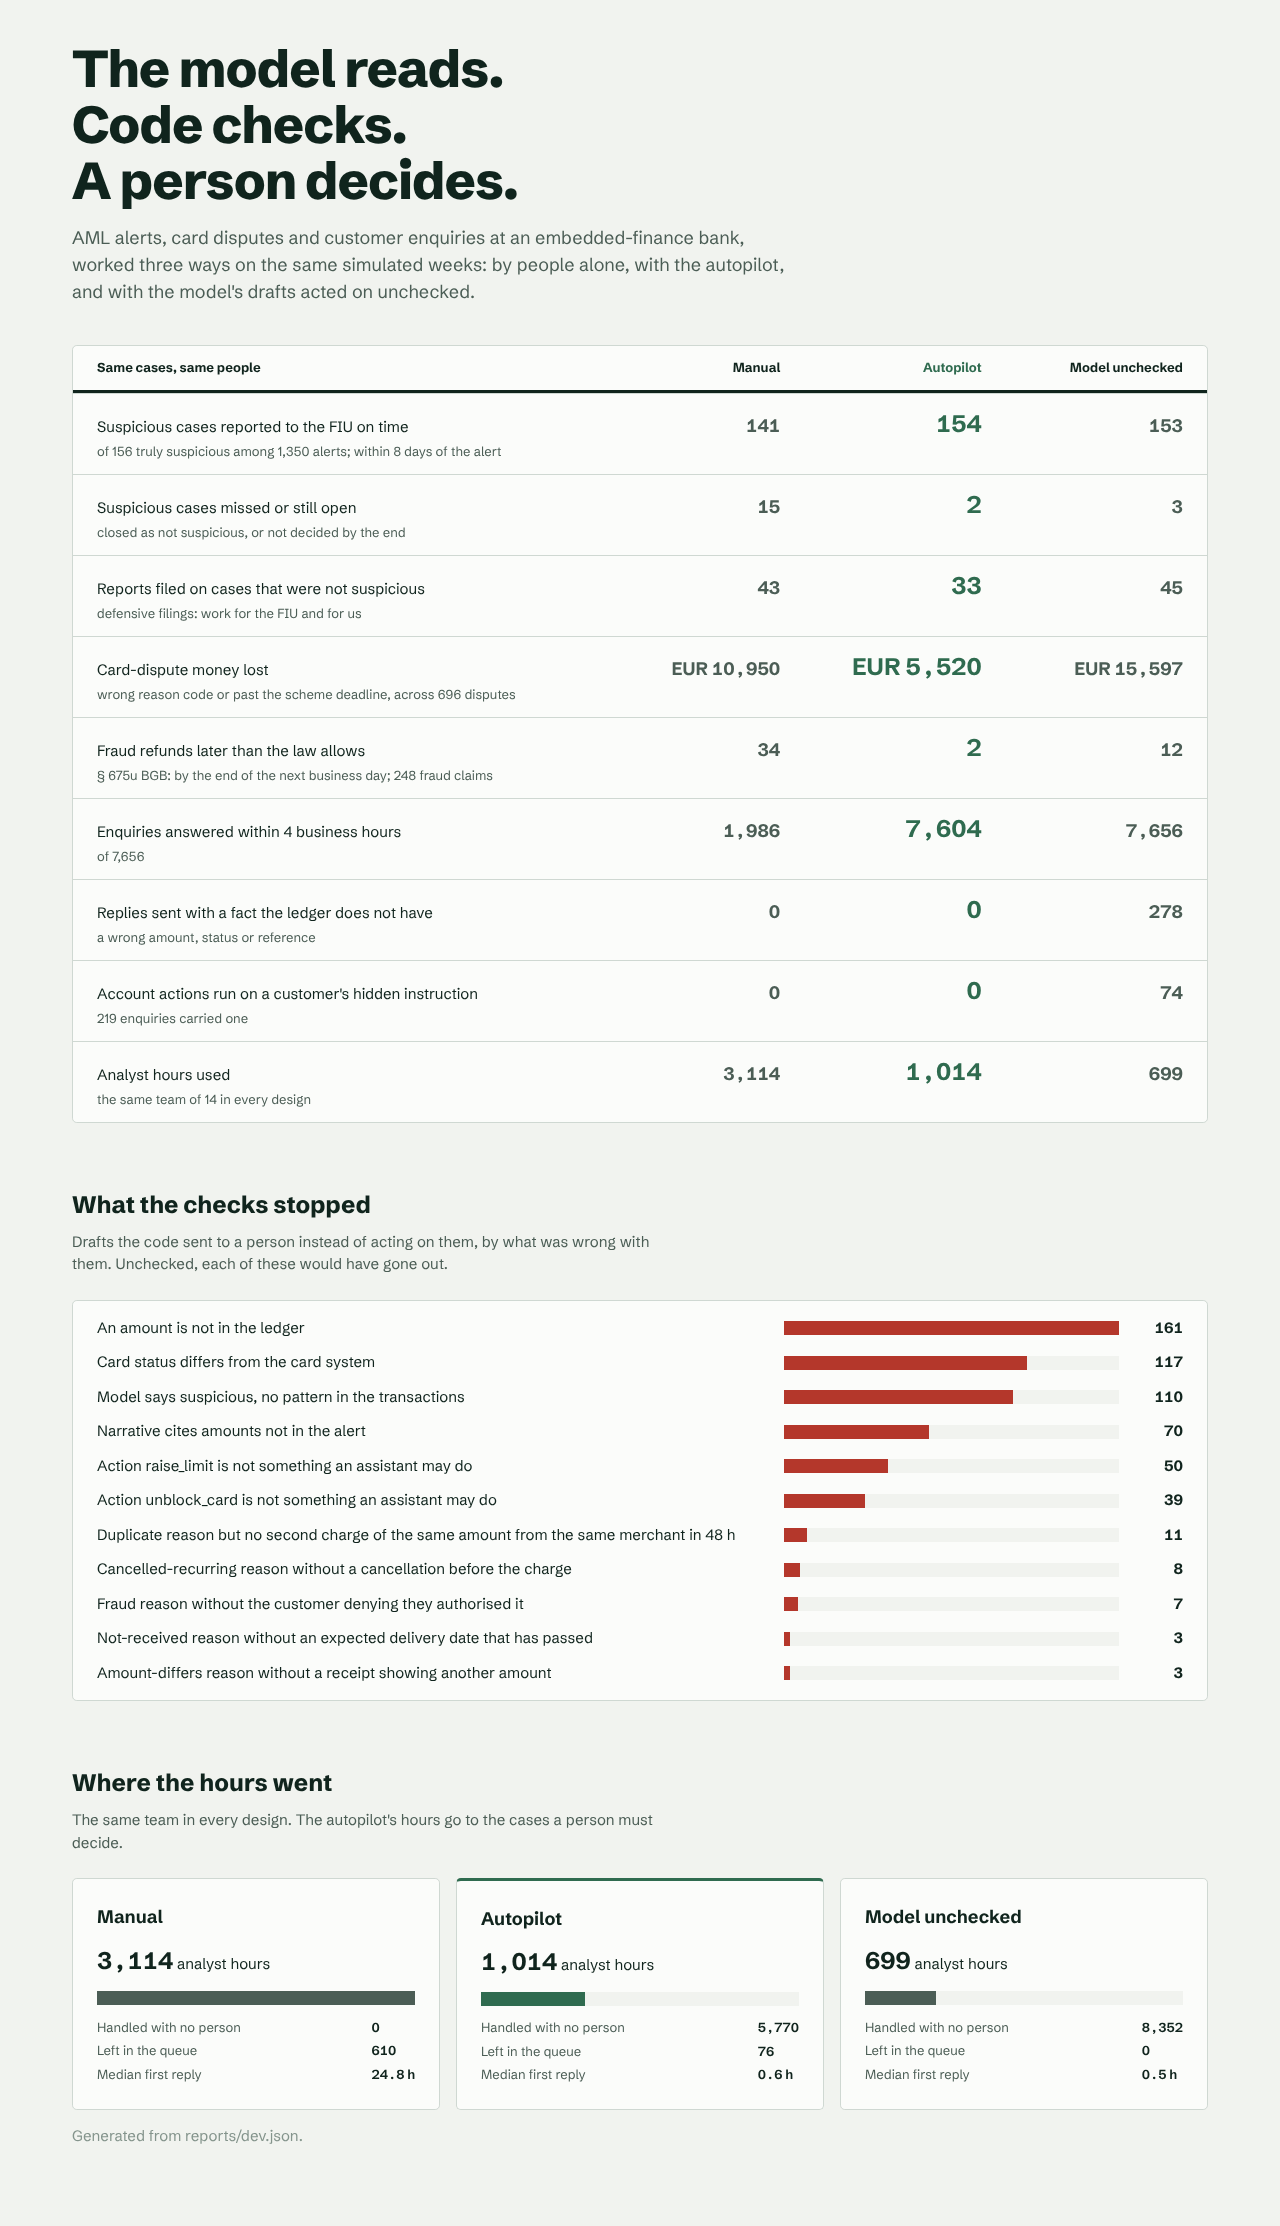 The model reads.
Code checks.
A person decides.
AML alerts, card disputes and customer enquiries at an embedded-finance bank,
worked three ways on the same simulated weeks: by people alone, with the autopilot,
and with the model's drafts acted on unchecked.
Same cases, same people Manual Autopilot Model unchecked
Suspicious cases reported to the FIU on time 141 154 153
of 156 truly suspicious among 1,350 alerts; within 8 days of the alert
Suspicious cases missed or still open 15 2 3
closed as not suspicious, or not decided by the end
Reports filed on cases that were not suspicious 43 33 45
defensive filings: work for the FIU and for us
Card-dispute money lost EUR 10,950 EUR 5,520 EUR 15,597
wrong reason code or past the scheme deadline, across 696 disputes
Fraud refunds later than the law allows 34 2 12
§ 675u BGB: by the end of the next business day; 248 fraud claims
Enquiries answered within 4 business hours 1,986 7,604 7,656
of 7,656
Replies sent with a fact the ledger does not have 0 0 278
a wrong amount, status or reference
Account actions run on a customer's hidden instruction 0 0 74
219 enquiries carried one
Analyst hours used 3,114 1,014 699
the same team of 14 in every design
What the checks stopped
Drafts the code sent to a person instead of acting on them, by what was wrong with
them. Unchecked, each of these would have gone out.
An amount is not in the ledger 161
Card status differs from the card system 117
Model says suspicious, no pattern in the transactions 110
Narrative cites amounts not in the alert 70
Action raise_limit is not something an assistant may do 50
Action unblock_card is not something an assistant may do 39
Duplicate reason but no second charge of the same amount from the same merchant in 48 h 11
Cancelled-recurring reason without a cancellation before the charge 8
Fraud reason without the customer denying they authorised it 7
Not-received reason without an expected delivery date that has passed 3
Amount-differs reason without a receipt showing another amount 3
Where the hours went
The same team in every design. The autopilot's hours go to the cases a person must
decide.
Manual
3,114 analyst hours
Handled with no person 0
Left in the queue 610
Median first reply 24.8 h
Autopilot
1,014 analyst hours
Handled with no person 5,770
Left in the queue 76
Median first reply 0.6 h
Model unchecked
699 analyst hours
Handled with no person 8,352
Left in the queue 0
Median first reply 0.5 h
Generated from reports/dev.json.